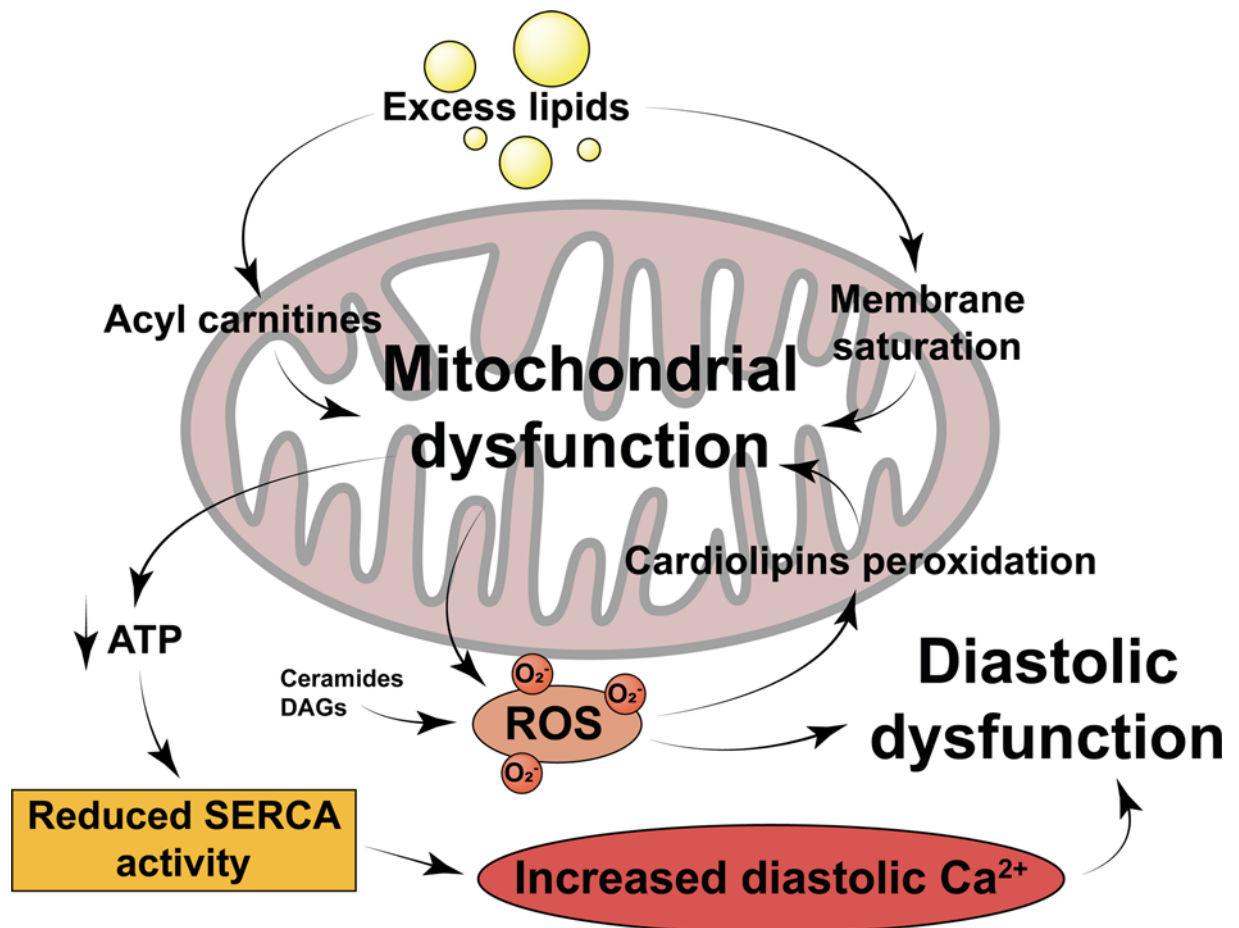 Excess lipids
Acyl carnitines
Membrane
saturation
Mitochondrial
dysfunction
Cardiolipins peroxidation
ATP
Ceramides
DAGs
O₂⁻
O₂⁻
ROS
O₂⁻
Diastolic
dysfunction
Reduced SERCA
activity
Increased diastolic Ca²⁺